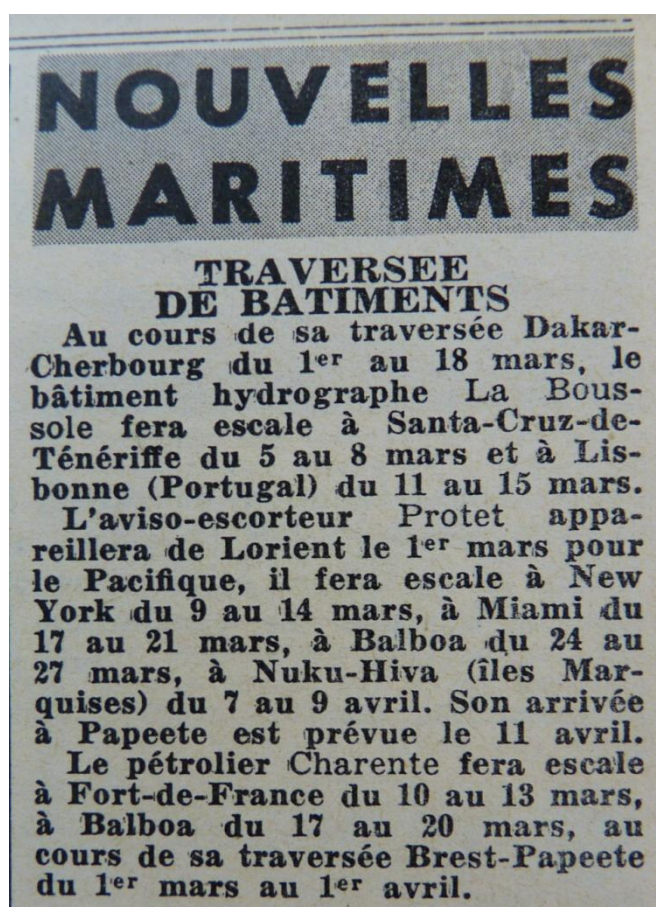 NOUVELLES
MARITIMES
TRAVERSEE
DE BATIMENTS
Au cours de sa traversée Dakar-
Cherbourg du 1er au 18 mars, le
bâtiment hydrographe La Bous-
sole fera escale à Santa-Cruz-de-
Ténériffe du 5 au 8 mars et à Lis-
bonne (Portugal) du 11 au 15 mars.
L'aviso-escorteur Protet appa-
reillera de Lorient le 1er mars pour
le Pacifique, il fera escale à New
York du 9 au 14 mars, à Miami du
17 au 21 mars, à Balboa du 24 au
27 mars, à Nuku-Hiva (îles Mar-
quises) du 7 au 9 avril. Son arrivée
à Papeete est prévue le 11 avril.
Le pétrolier Charente fera escale
à Fort-de-France du 10 au 13 mars,
à Balboa du 17 au 20 mars, au
cours de sa traversée Brest-Papeete
du 1er mars au 1er avril.